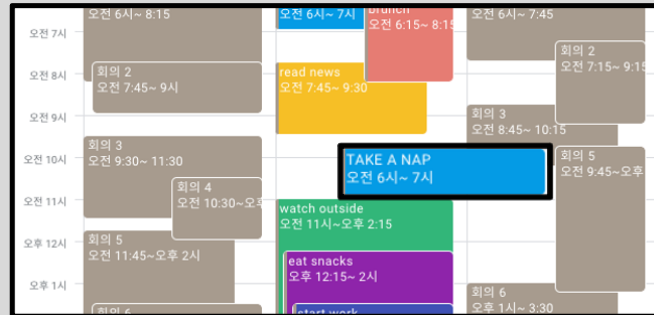 오전 7시
오전 8시
오전 9시
오전 10시
오전 11시
오후 12시
오후 1시
오전 6시~ 8:15
회의 2
오전 7:45~ 9시
회의 3
오전 9:30~ 11:30
회의 4
오전 10:30~오후
회의 5
오전 11:45~오후 2시
회의 6
오전 6시~ 7시
brunch
오전 6:15~ 8:15
read news
오전 7:45~ 9:30
TAKE A NAP
오전 6시~ 7시
watch outside
오전 11시~오후 2:15
eat snacks
오후 12:15~ 2시
start work
오전 6시~ 7:45
회의 2
오전 7:15~ 9:15
회의 3
오전 8:45~ 10:15
회의 5
오전 9:45~오후
회의 6
오후 1시~ 3:30